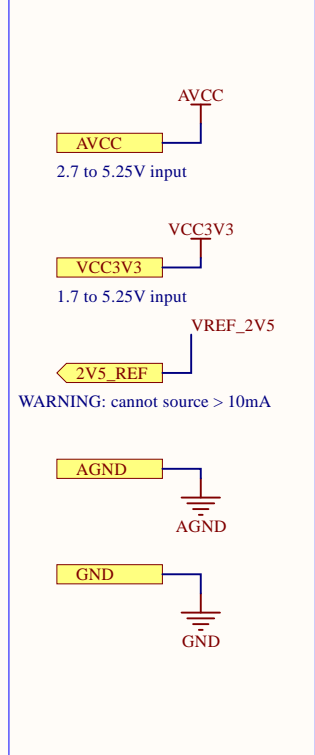 AVCC
AVCC
2.7 to 5.25V input
VCC3V3
VCC3V3
1.7 to 5.25V input
VREF_2V5
2V5_REF
WARNING: cannot source > 10mA
AGND
AGND
GND
GND